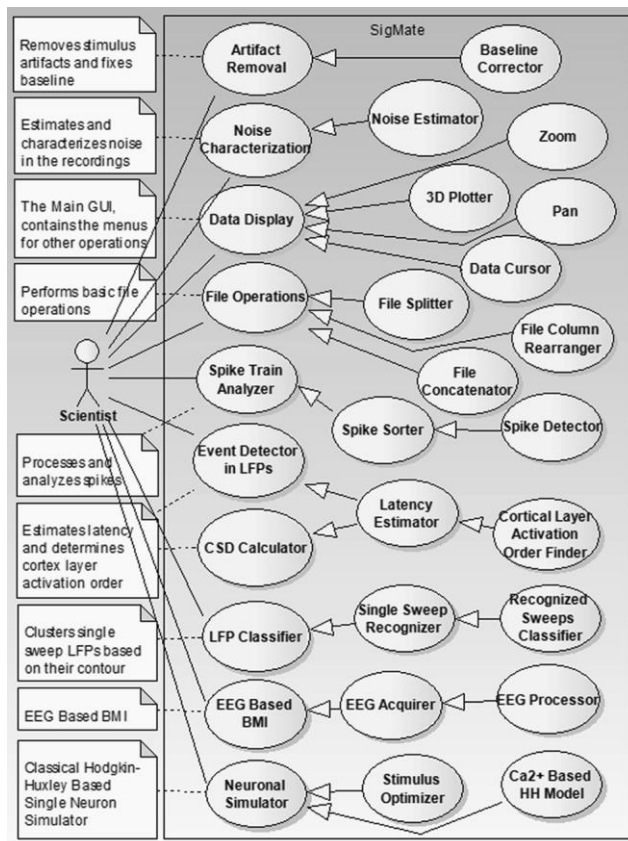 SigMate
Removes stimulus
artifacts and fixes
baseline
Artifact
Removal
Baseline
Corrector
Estimates and
characterizes noise
in the recordings
Noise
Characterization
Noise Estimator
Zoom
The Main GUI,
contains the menus
for other operations
Data Display
3D Plotter
Pan
Data Cursor
Performs basic file
operations
File Operations
File Splitter
File Column
Rearranger
File
Concatenator
Scientist
Spike Train
Analyzer
Spike Sorter
Spike Detector
Processes and
analyzes spikes
Event Detector
in LFPs
Latency
Estimator
Cortical Layer
Activation
Order Finder
Estimates latency
and determines
cortex layer
activation order
CSD Calculator
Clusters single
sweep LFPs based
on their contour
LFP Classifier
Single Sweep
Recognizer
Recognized
Sweeps
Classifier
EEG Based BMI
EEG Based
BMI
EEG Acquirer
EEG Processor
Classical Hodgkin-
Huxley Based
Single Neuron
Simulator
Neuronal
Simulator
Stimulus
Optimizer
Ca2+ Based
HH Model